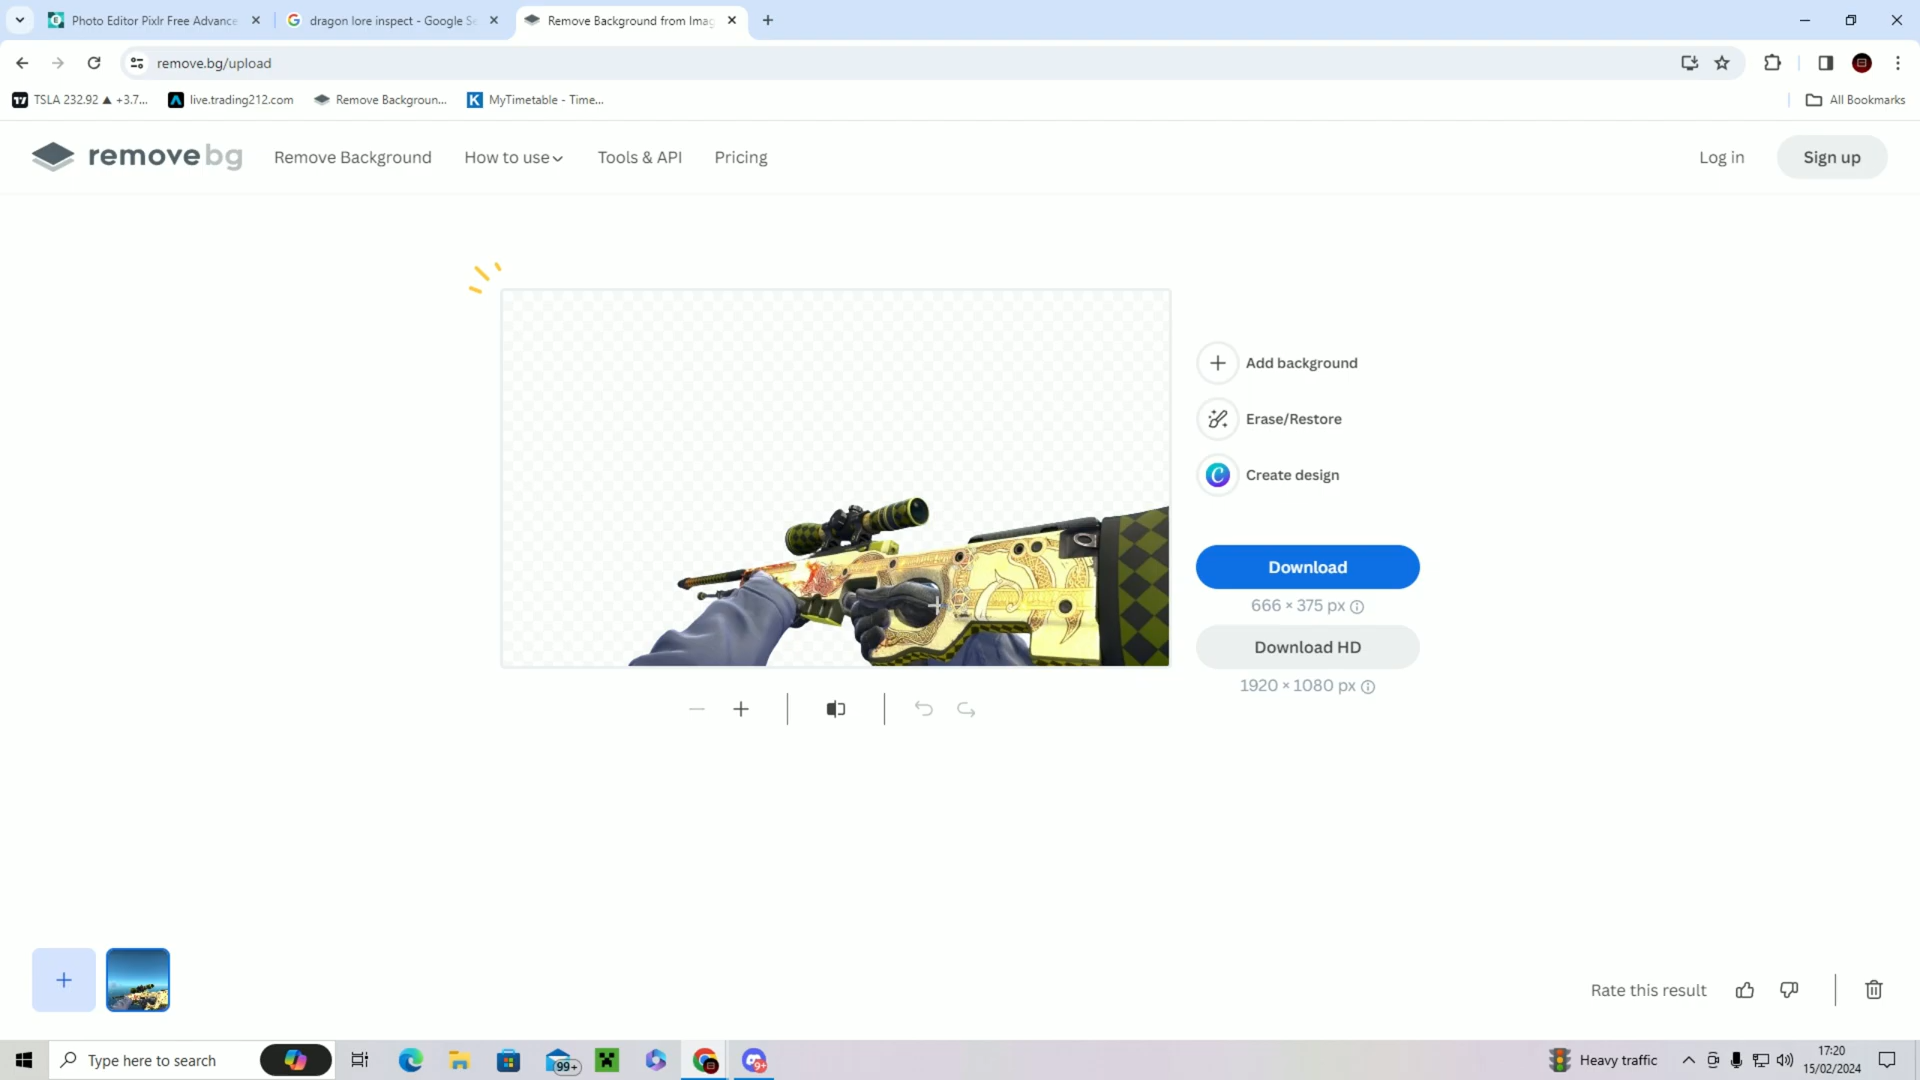 Photo Editor Pixlr Free Advance
dragon lore inspect - Google Se
Remove Background from Imag
remove.bg/upload
TSLA 232.92 ▲ +3.7...
live.trading212.com
Remove Backgroun...
MyTimetable - Time...
All Bookmarks
removebg
Remove Background
How to use
Tools & API
Pricing
Log in
Sign up
Add background
Erase/Restore
Create design
Download
666 × 375 px
Download HD
1920 × 1080 px
Rate this result
Type here to search
99+
9+
Heavy traffic
17:20
15/02/2024